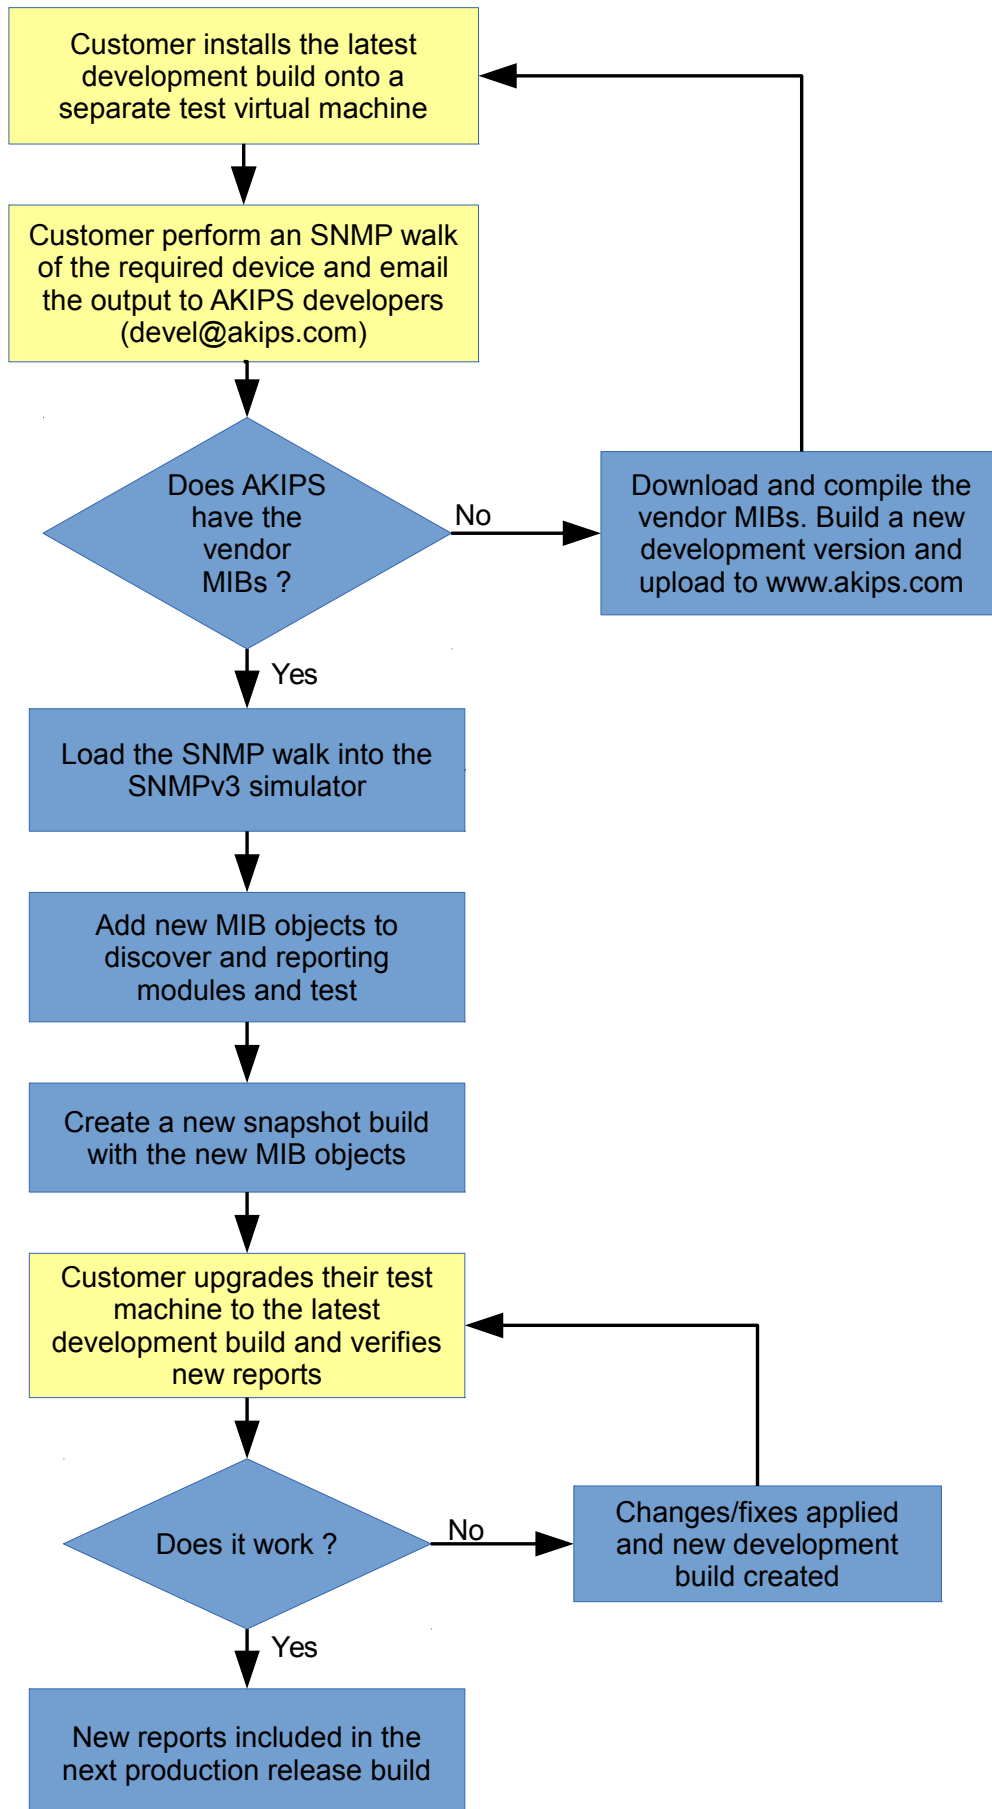 Customer installs the latest
development build onto a
separate test virtual machine
Customer perform an SNMP walk
of the required device and email
the output to AKIPS developers
(devel@akips.com)
Does AKIPS
have the
vendor
MIBs ?
No
Download and compile the
vendor MIBs. Build a new
development version and
upload to www.akips.com
Yes
Load the SNMP walk into the
SNMPv3 simulator
Add new MIB objects to
discover and reporting
modules and test
Create a new snapshot build
with the new MIB objects
Customer upgrades their test
machine to the latest
development build and verifies
new reports
Does it work ?
No
Changes/fixes applied
and new development
build created
Yes
New reports included in the
next production release build